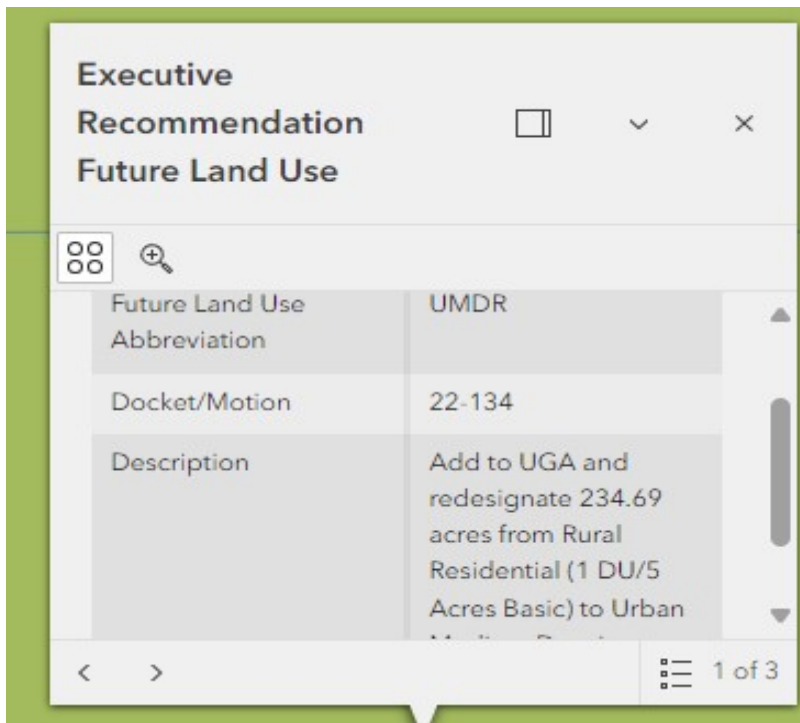 Executive
Recommendation
Future Land Use
Future Land Use
Abbreviation
UMDR
Docket/Motion
22-134
Description
Add to UGA and
redesignate 234.69
acres from Rural
Residential (1 DU/5
Acres Basic) to Urban
1 of 3